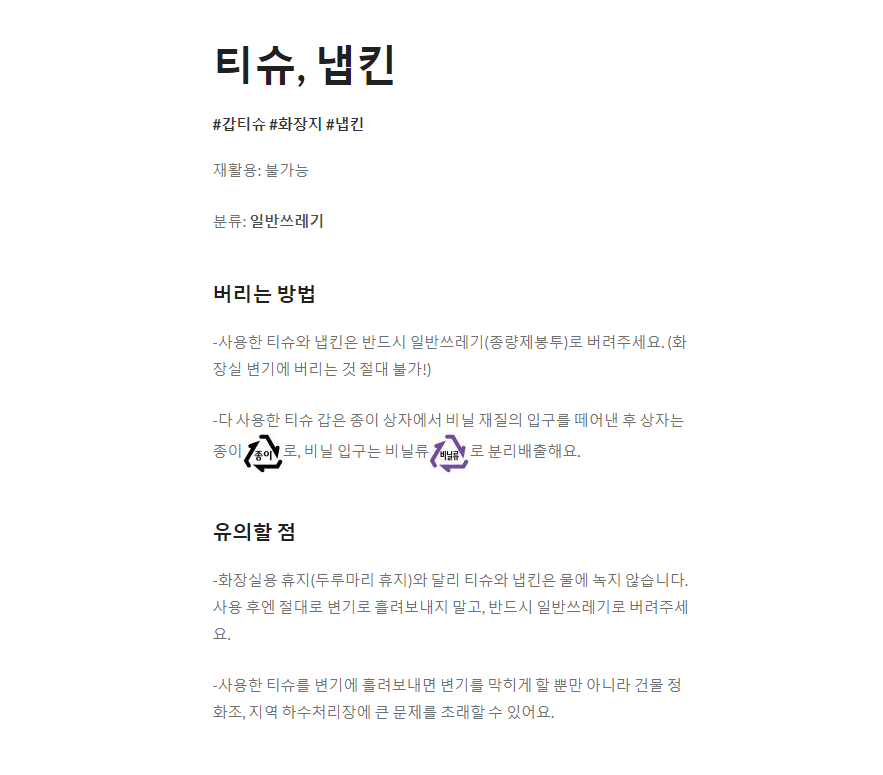 티슈, 냅킨
#갑티슈 #화장지 #냅킨
재활용: 불가능
분류: 일반쓰레기
버리는 방법
-사용한 티슈와 냅킨은 반드시 일반쓰레기(종량제봉투)로 버려주세요. (화
장실 변기에 버리는 것 절대 불가!)
-다 사용한 티슈 갑은 종이 상자에서 비닐 재질의 입구를 떼어낸 후 상자는
종이 종이 로, 비닐 입구는 비닐류 비닐류 로 분리배출해요.
유의할 점
-화장실용 휴지(두루마리 휴지)와 달리 티슈와 냅킨은 물에 녹지 않습니다.
사용 후엔 절대로 변기로 흘려보내지 말고, 반드시 일반쓰레기로 버려주세
요.
-사용한 티슈를 변기에 흘려보내면 변기를 막히게 할 뿐만 아니라 건물 정
화조, 지역 하수처리장에 큰 문제를 초래할 수 있어요.